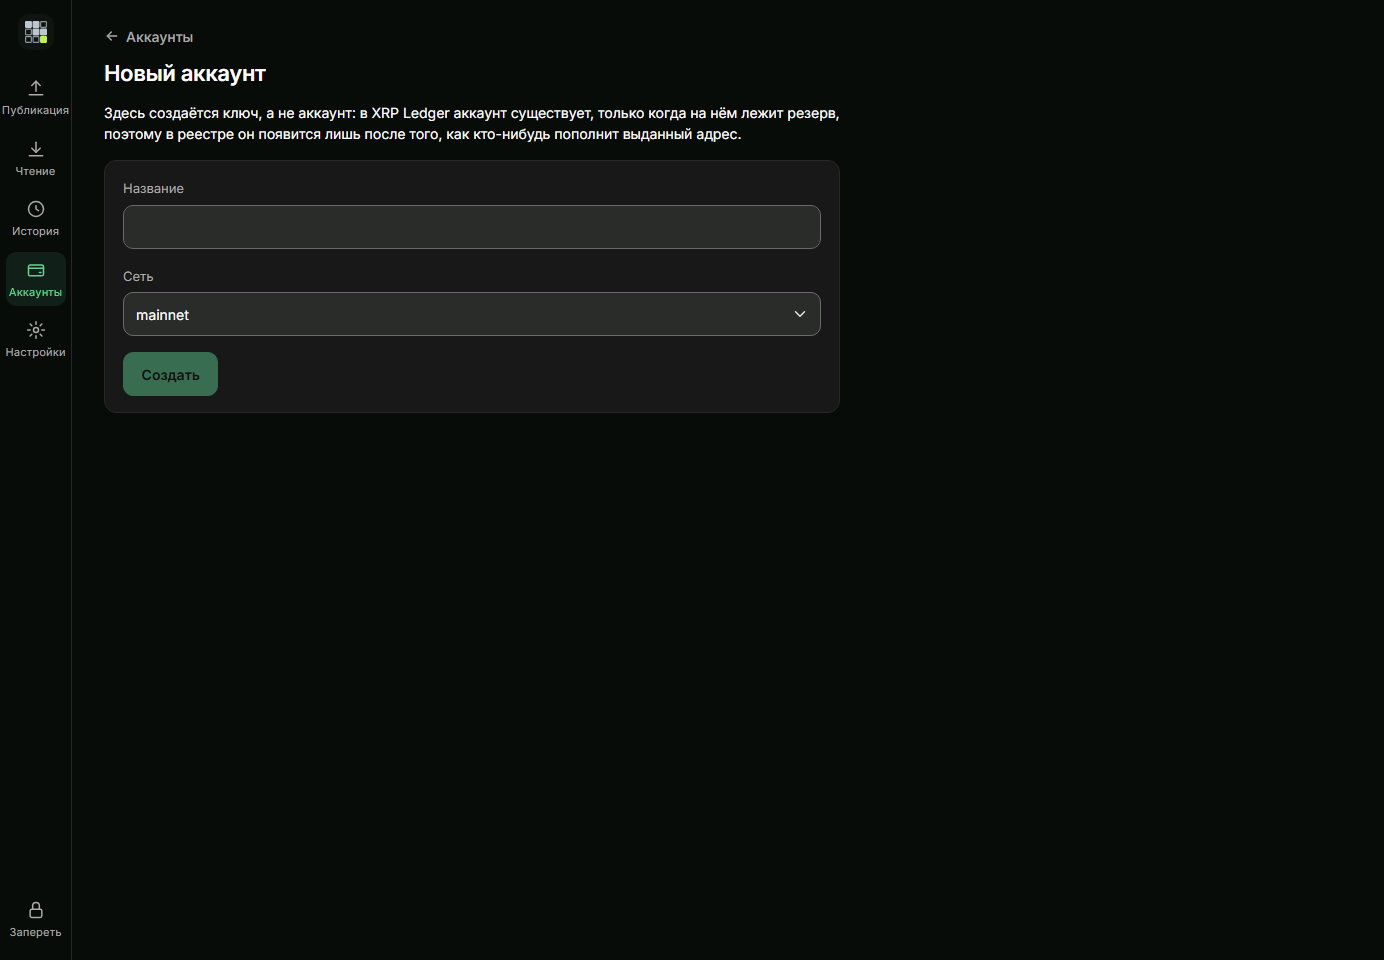 Аккаунты
Новый аккаунт
Здесь создаётся ключ, а не аккаунт: в XRP Ledger аккаунт существует, только когда на нём лежит резерв,
поэтому в реестре он появится лишь после того, как кто-нибудь пополнит выданный адрес.
Название
Сеть
mainnet
Создать
Публикация
Чтение
История
Аккаунты
Настройки
Запереть